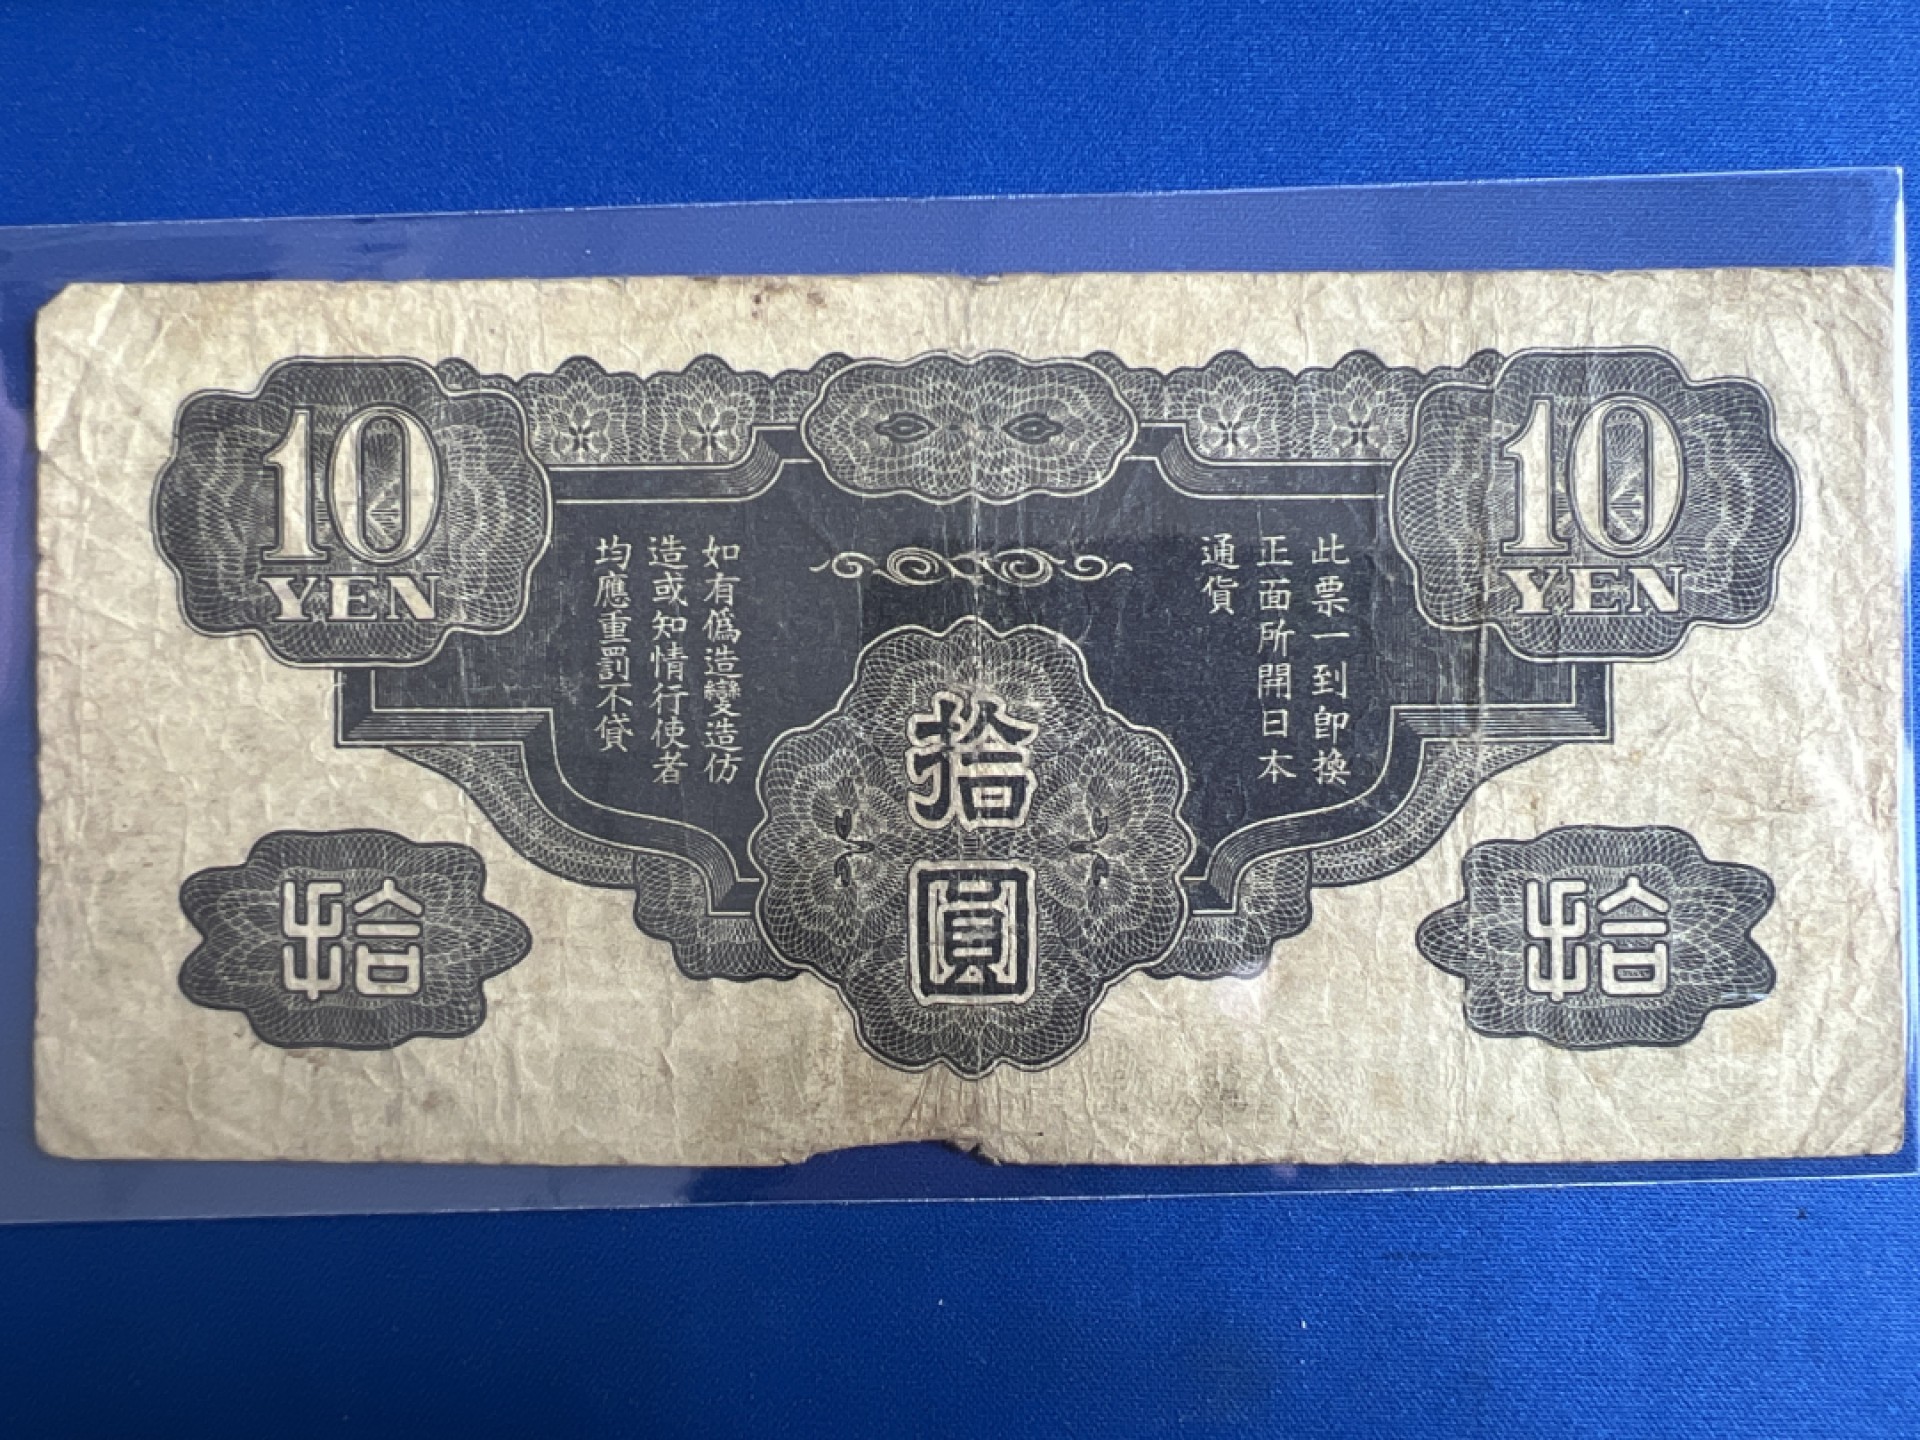 10
YEN
10
YEN
此票一到即換
正面所開日本
通貨
如有偽造變造仿
造或知情行使者
均應重罰不貸
拾
圓
拾
拾